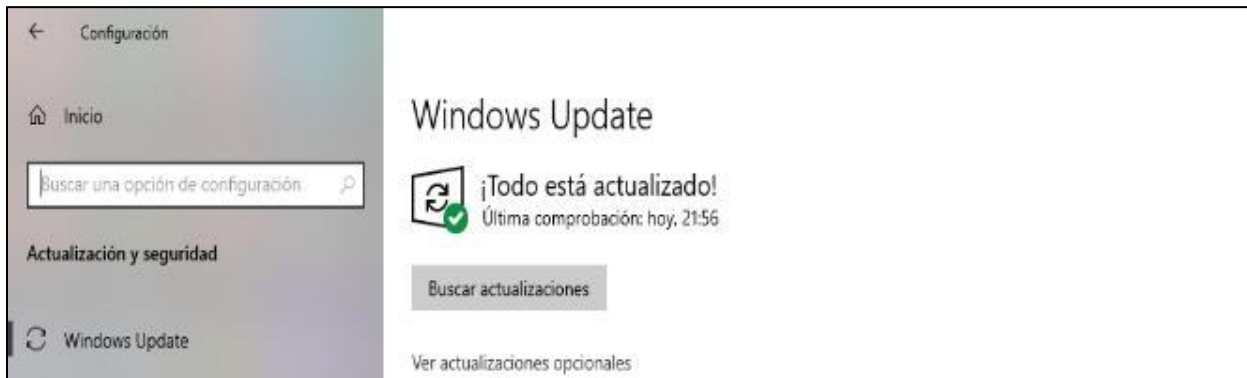 Configuración
Inicio
Buscar una opción de configuración
Actualización y seguridad
Windows Update
Windows Update
¡Todo está actualizado!
Última comprobación: hoy, 21:56
Buscar actualizaciones
Ver actualizaciones opcionales